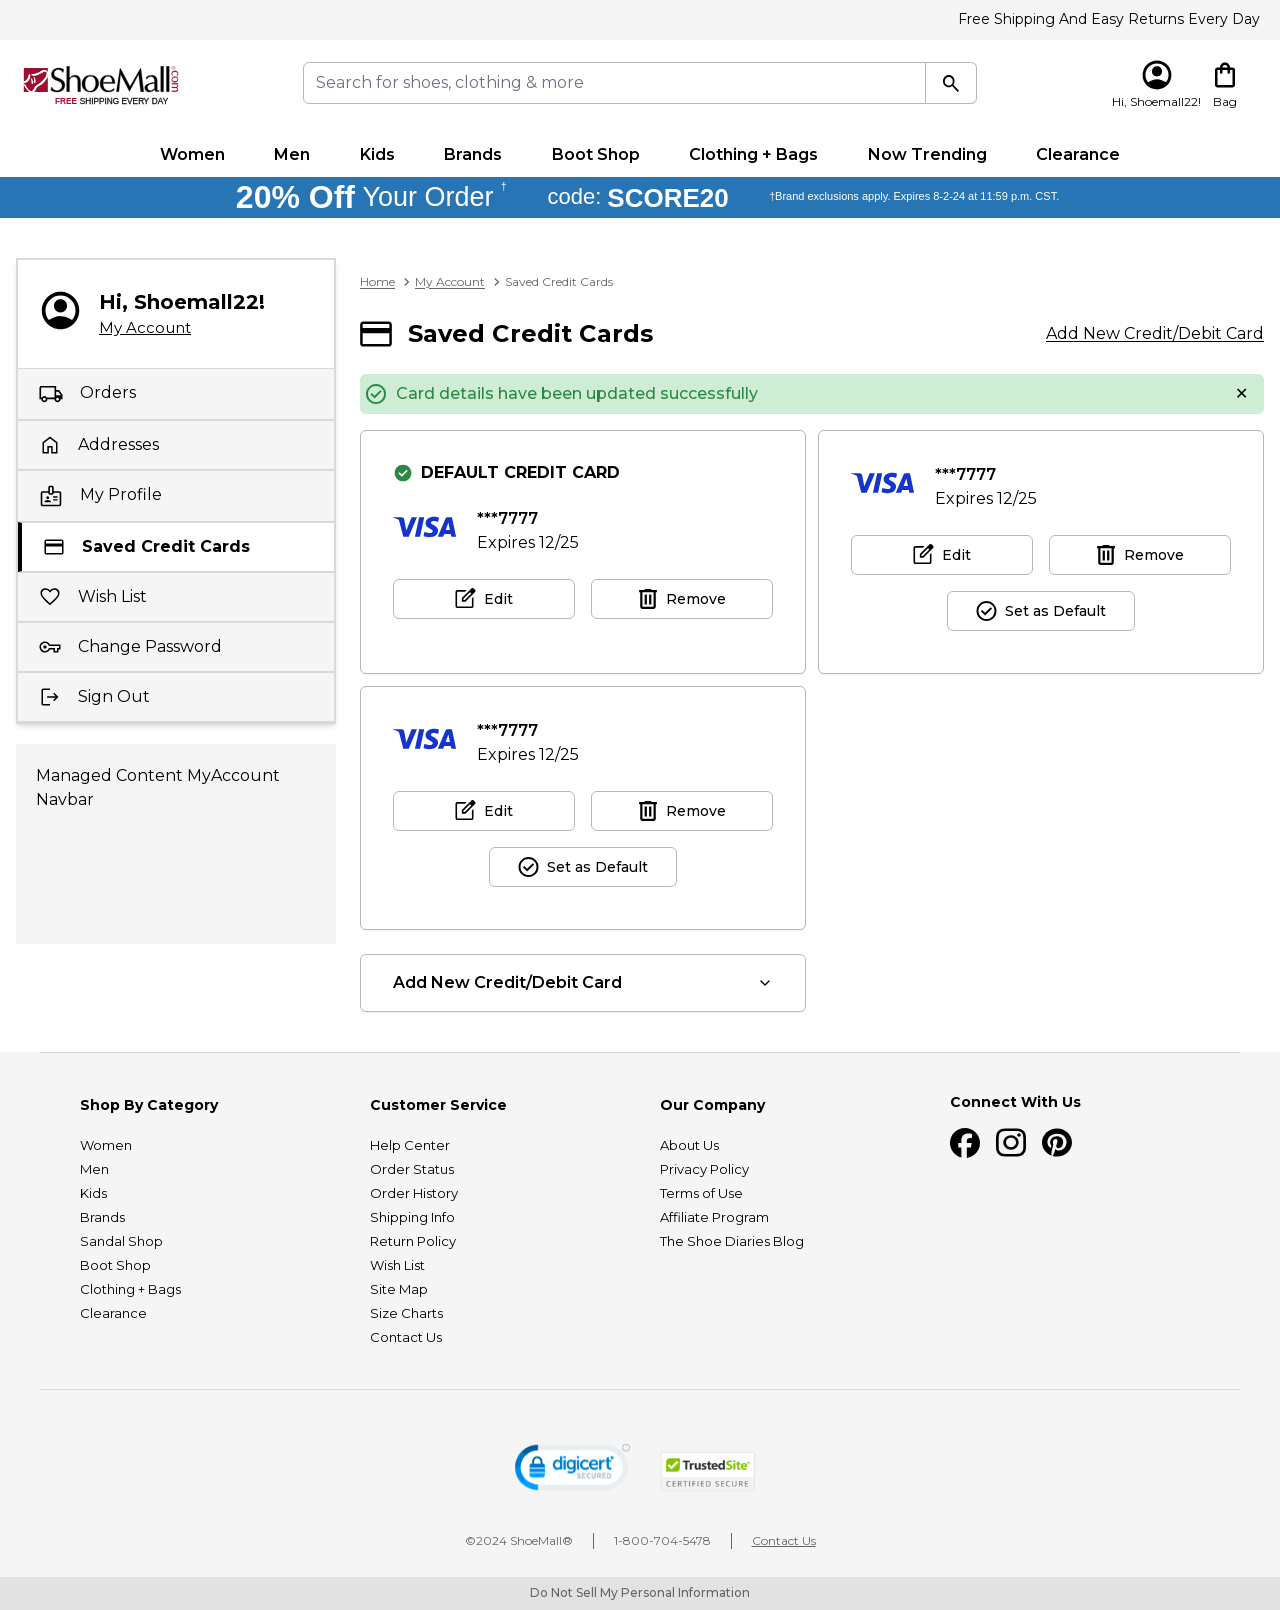 Free Shipping And Easy Returns Every Day
ShoeMall.com
FREE SHIPPING EVERY DAY
Search for shoes, clothing & more
Hi, Shoemall22!
Bag
Women Men Kids Brands Boot Shop Clothing + Bags Now Trending Clearance
20% Off Your Order † code: SCORE20 †Brand exclusions apply. Expires 8-2-24 at 11:59 p.m. CST.
Hi, Shoemall22!
My Account
Orders
Addresses
My Profile
Saved Credit Cards
Wish List
Change Password
Sign Out
Managed Content MyAccount
Navbar
Home > My Account > Saved Credit Cards
Saved Credit Cards
Add New Credit/Debit Card
Card details have been updated successfully
DEFAULT CREDIT CARD
VISA
***7777
Expires 12/25
Edit
Remove
VISA
***7777
Expires 12/25
Edit
Remove
Set as Default
VISA
***7777
Expires 12/25
Edit
Remove
Set as Default
Add New Credit/Debit Card
Shop By Category
Women
Men
Kids
Brands
Sandal Shop
Boot Shop
Clothing + Bags
Clearance
Customer Service
Help Center
Order Status
Order History
Shipping Info
Return Policy
Wish List
Site Map
Size Charts
Contact Us
Our Company
About Us
Privacy Policy
Terms of Use
Affiliate Program
The Shoe Diaries Blog
Connect With Us
digicert
SECURED
TrustedSite
CERTIFIED SECURE
©2024 ShoeMall®
1-800-704-5478
Contact Us
Do Not Sell My Personal Information